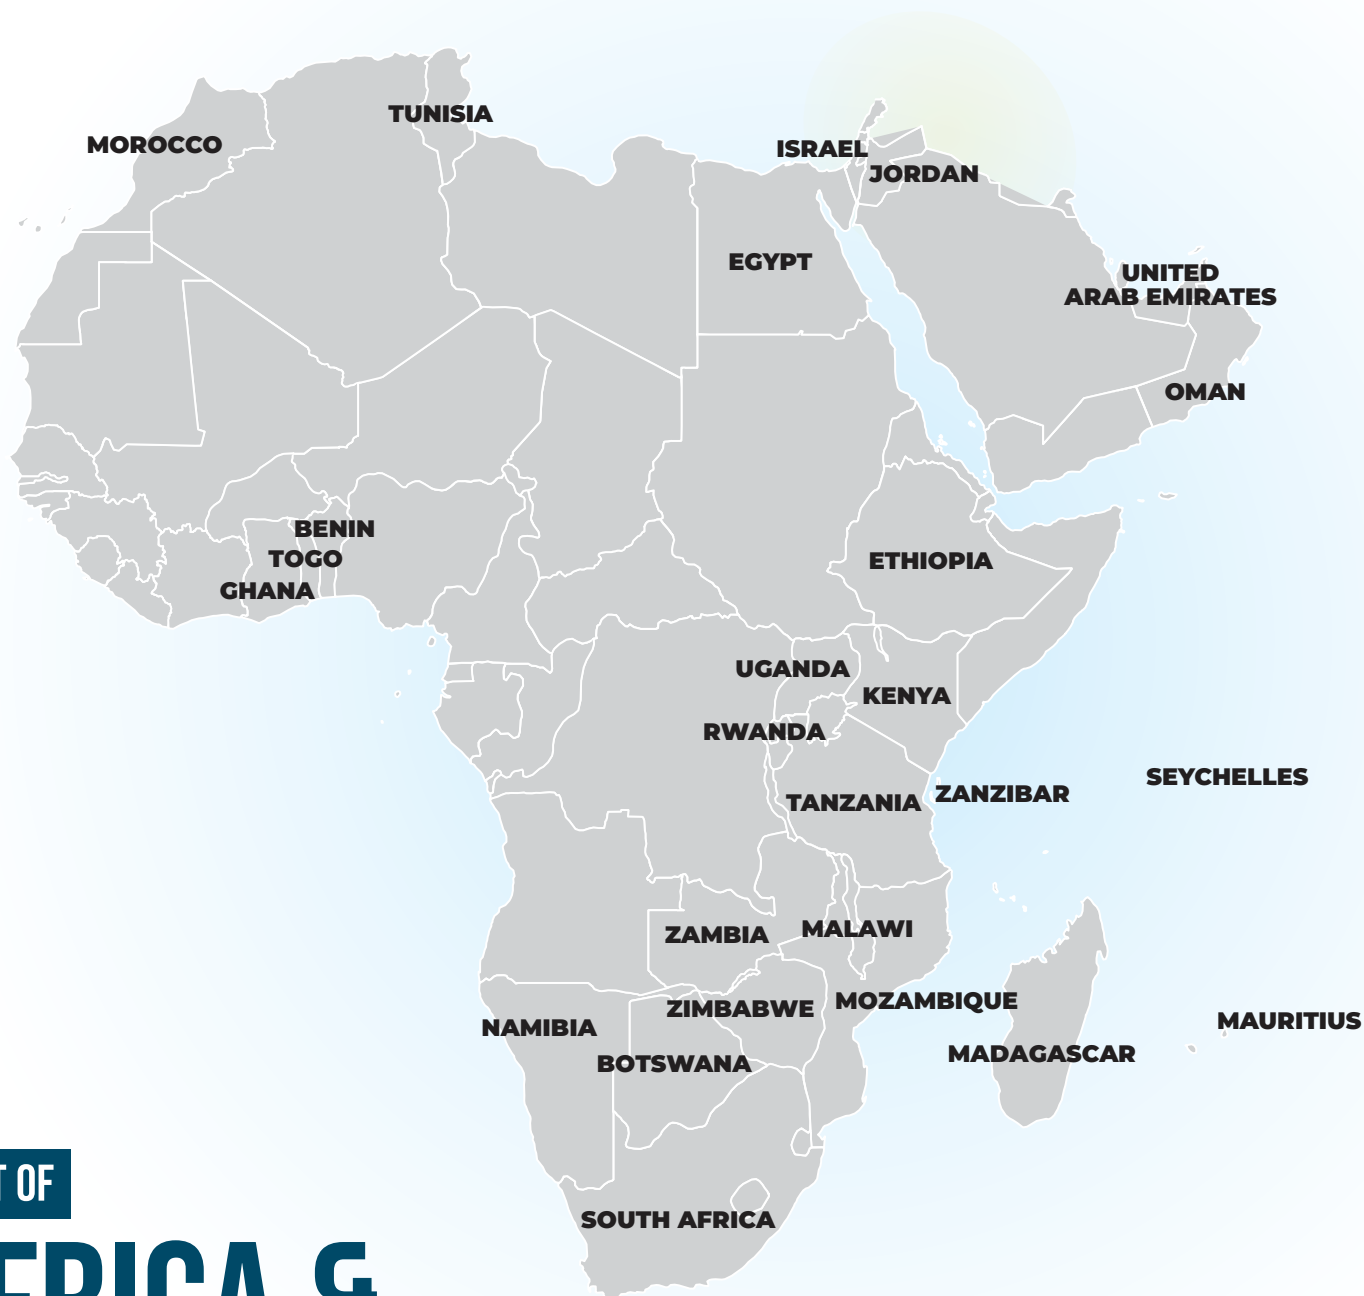 TUNISIA
MOROCCO
ISRAEL
JORDAN
EGYPT
UNITED
ARAB EMIRATES
OMAN
BENIN
TOGO
GHANA
ETHIOPIA
UGANDA
KENYA
RWANDA
SEYCHELLES
ZANZIBAR
TANZANIA
MALAWI
ZAMBIA
MOZAMBIQUE
ZIMBABWE
MAURITIUS
NAMIBIA
MADAGASCAR
BOTSWANA
OF
SOUTH AFRICA
&